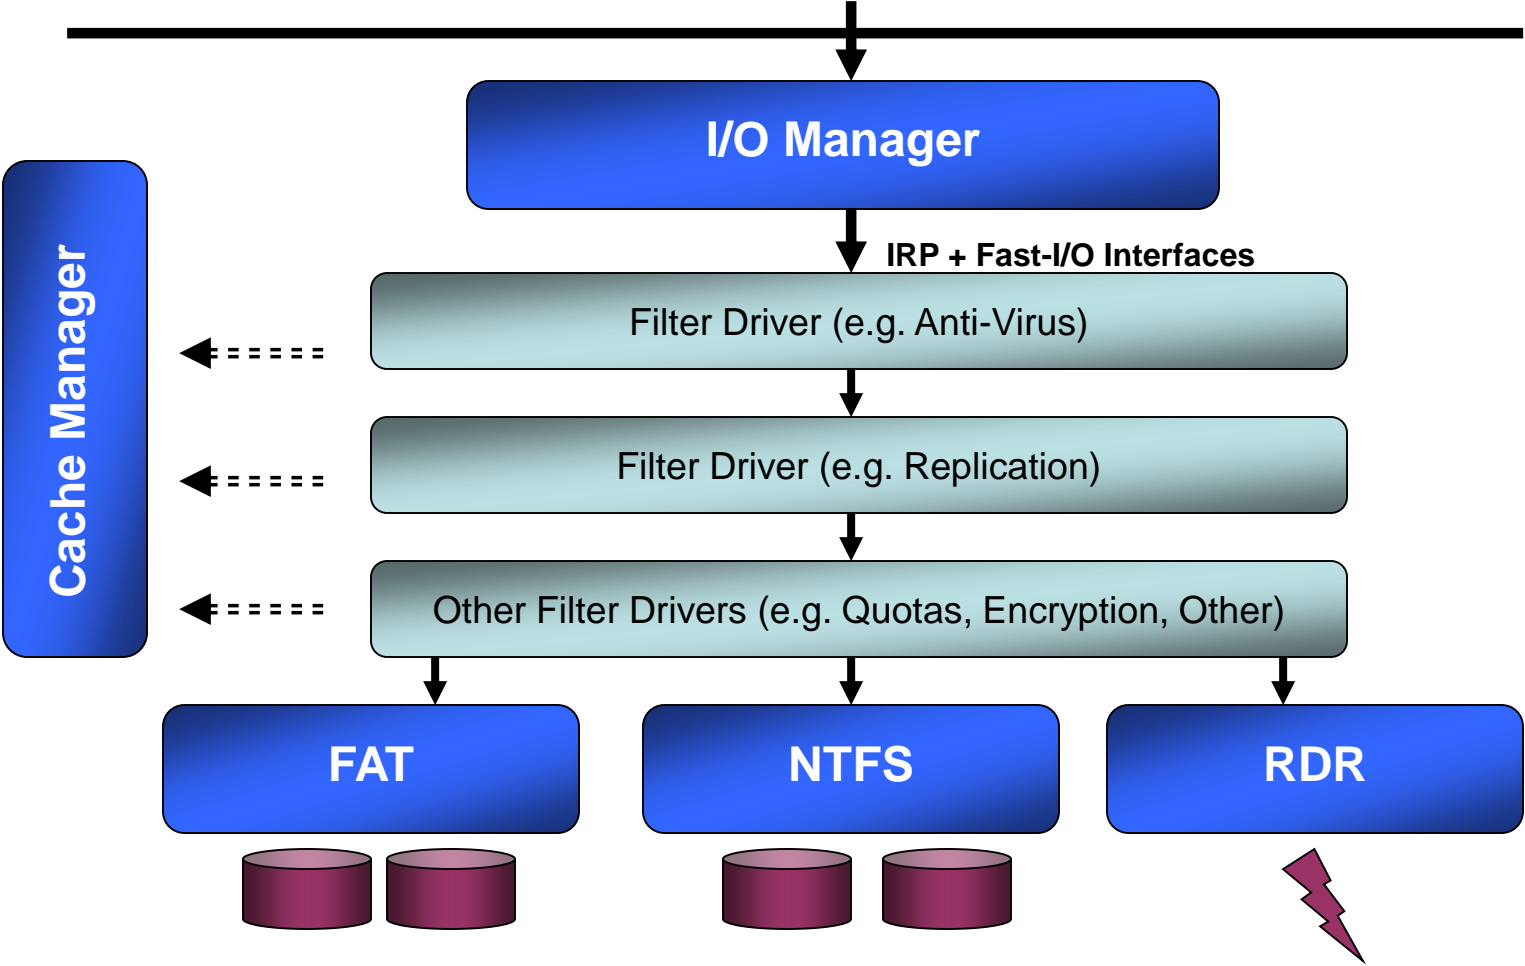 I/O Manager
IRP + Fast-I/O Interfaces
Cache Manager
Filter Driver (e.g. Anti-Virus)
Filter Driver (e.g. Replication)
Other Filter Drivers (e.g. Quotas, Encryption, Other)
FAT
NTFS
RDR